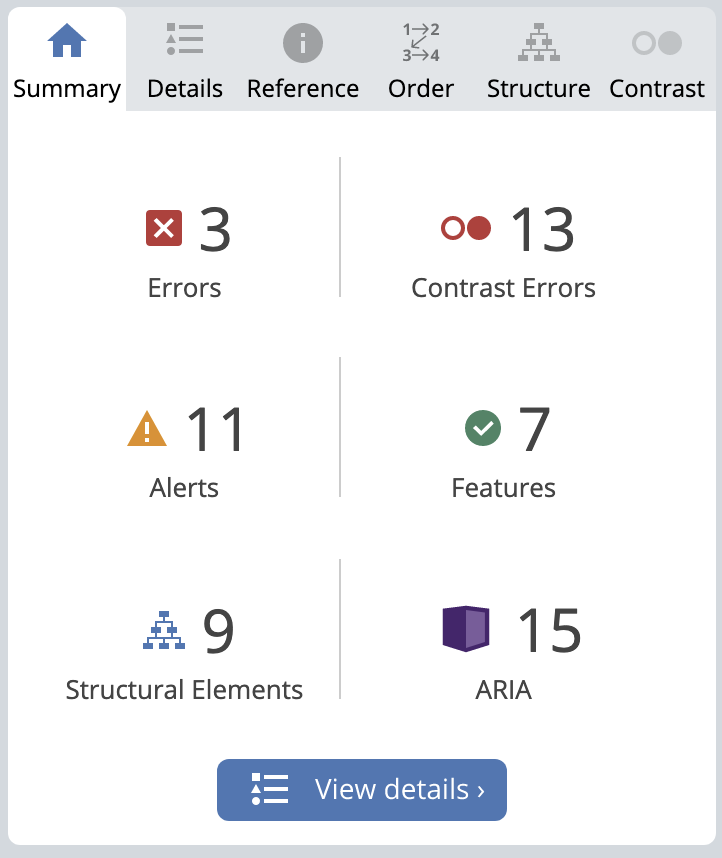 1→2
3→4
Summary Details Reference Order Structure Contrast
3 13
Errors Contrast Errors
11 7
Alerts Features
9 15
Structural Elements ARIA
View details ›